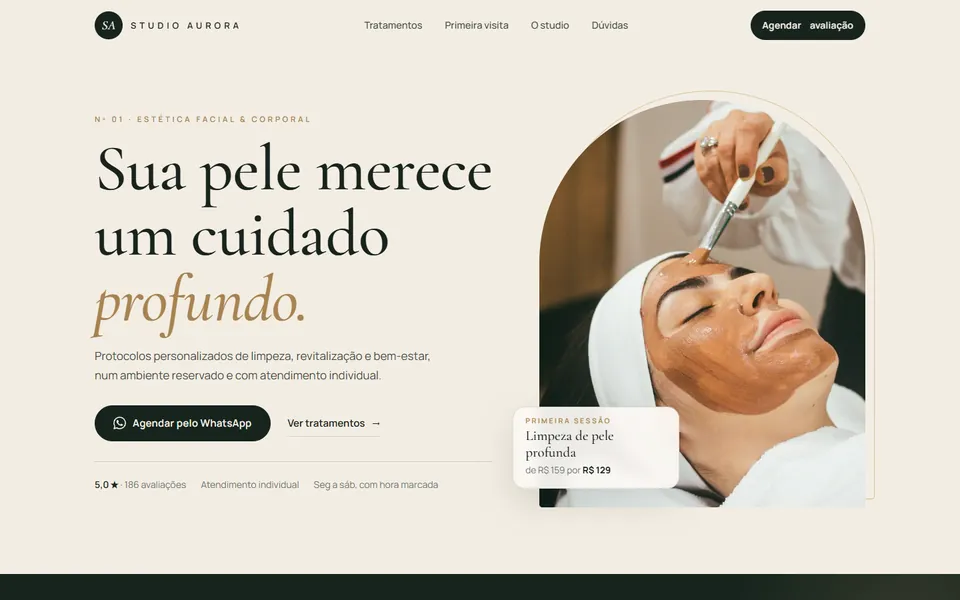 SA STUDIO AURORA
Tratamentos Primeira visita O studio Dúvidas
Agendar avaliação
Nº 01 · ESTÉTICA FACIAL & CORPORAL
Sua pele merece
um cuidado
profundo.
Protocolos personalizados de limpeza, revitalização e bem-estar,
num ambiente reservado e com atendimento individual.
Agendar pelo WhatsApp
Ver tratamentos →
5,0 ★ · 186 avaliações Atendimento individual Seg a sáb, com hora marcada
PRIMEIRA SESSÃO
Limpeza de pele
profunda
de R$ 159 por R$ 129